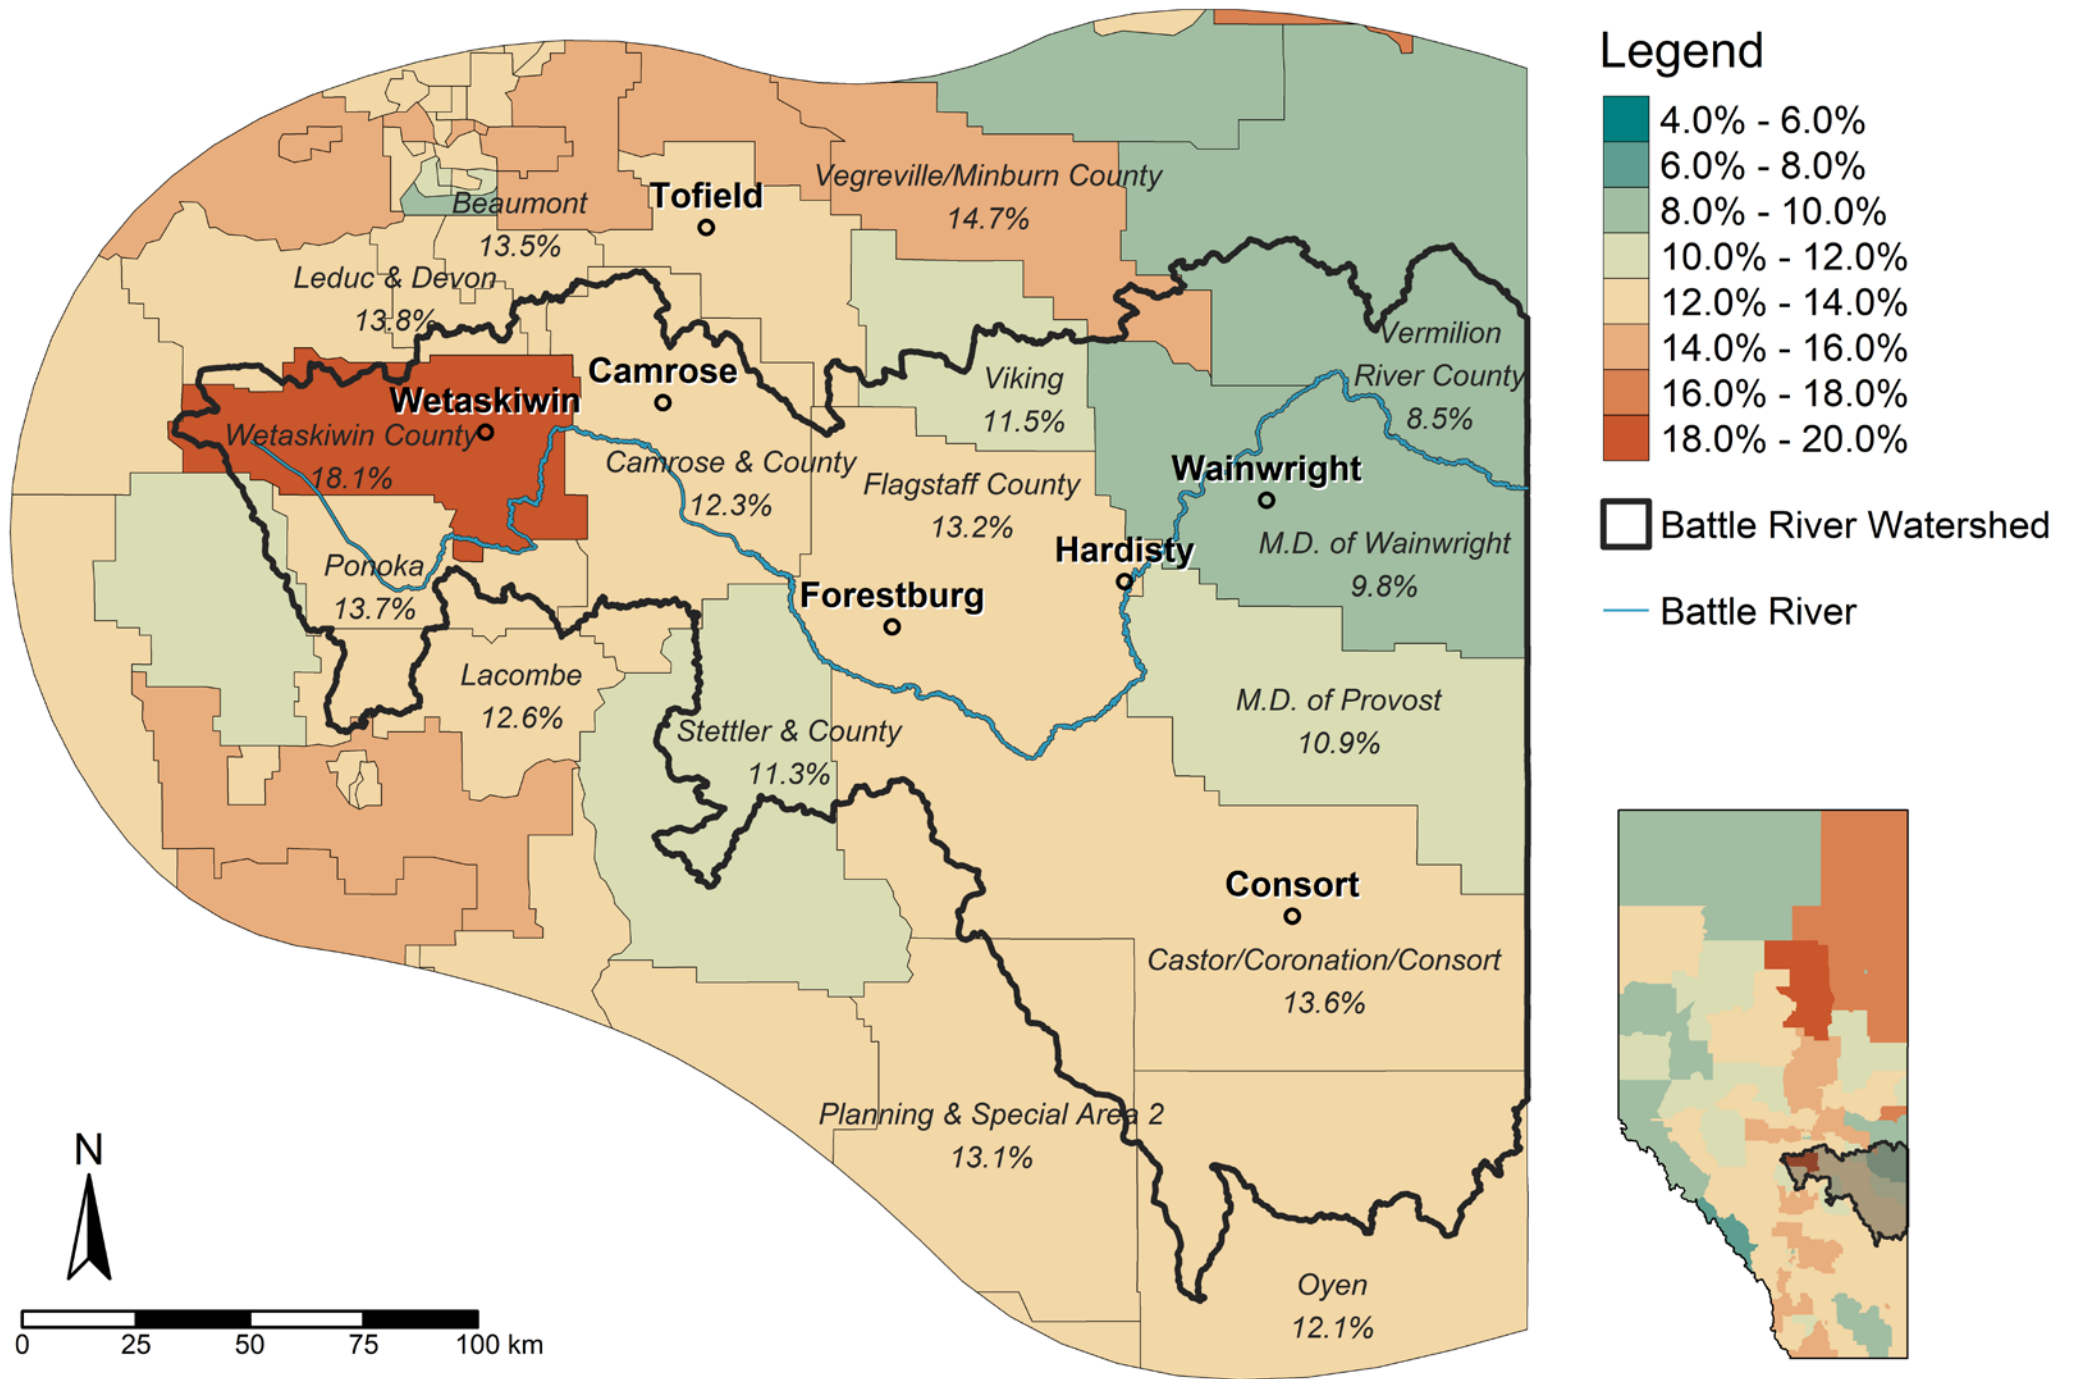 Legend
4.0% - 6.0%
6.0% - 8.0%
8.0% - 10.0%
10.0% - 12.0%
12.0% - 14.0%
14.0% - 16.0%
16.0% - 18.0%
18.0% - 20.0%
Battle River Watershed
Battle River
Vegreville/Minburn County
14.7%
Tofield
Beaumont
13.5%
Leduc & Devon
13.8%
Vermilion
River County
8.5%
Camrose
Viking
11.5%
Wetaskiwin
Wetaskiwin County
18.1%
Camrose & County
12.3%
Flagstaff County
13.2%
Wainwright
M.D. of Wainwright
9.8%
Hardisty
Ponoka
13.7%
Forestburg
Lacombe
12.6%
Stettler & County
11.3%
M.D. of Provost
10.9%
Consort
Castor/Coronation/Consort
13.6%
Planning & Special Area 2
13.1%
Oyen
12.1%
N
0 25 50 75 100 km